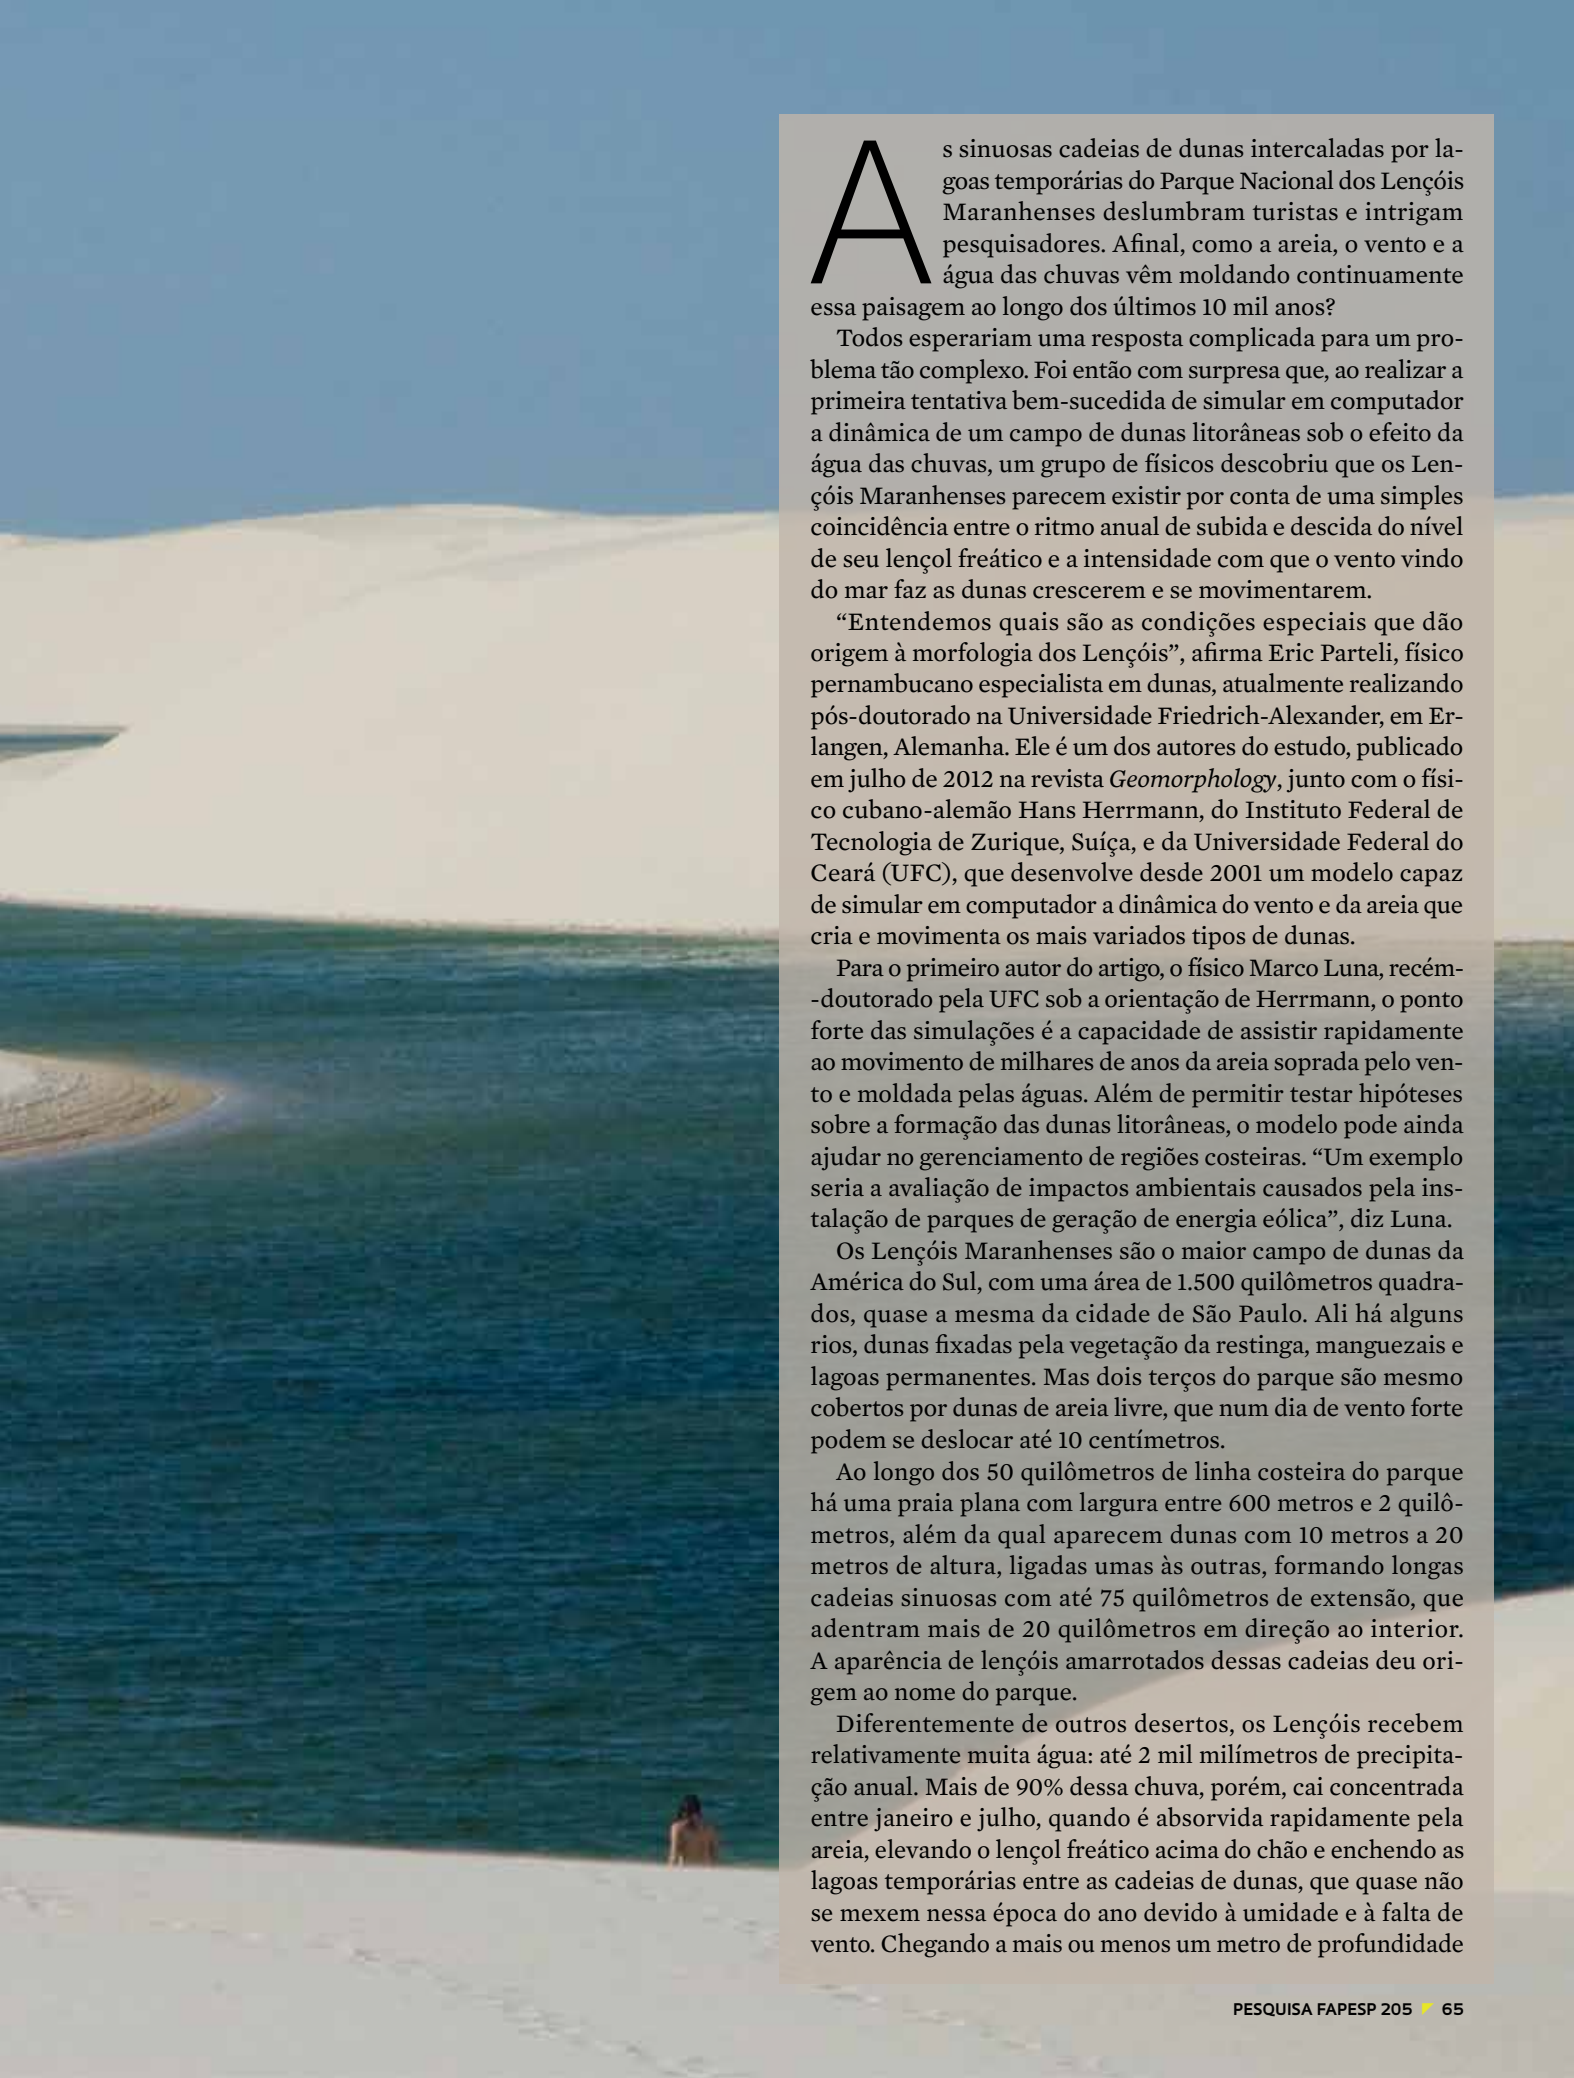 As sinuosas cadeias de dunas intercaladas por la-
goas temporárias do Parque Nacional dos Lençóis
Maranhenses deslumbram turistas e intrigam
pesquisadores. Afinal, como a areia, o vento e a
água das chuvas vêm moldando continuamente
essa paisagem ao longo dos últimos 10 mil anos?
Todos esperariam uma resposta complicada para um pro-
blema tão complexo. Foi então com surpresa que, ao realizar a
primeira tentativa bem-sucedida de simular em computador
a dinâmica de um campo de dunas litorâneas sob o efeito da
água das chuvas, um grupo de físicos descobriu que os Len-
çóis Maranhenses parecem existir por conta de uma simples
coincidência entre o ritmo anual de subida e descida do nível
de seu lençol freático e a intensidade com que o vento vindo
do mar faz as dunas crescerem e se movimentarem.
“Entendemos quais são as condições especiais que dão
origem à morfologia dos Lençóis”, afirma Eric Parteli, físico
pernambucano especialista em dunas, atualmente realizando
pós-doutorado na Universidade Friedrich-Alexander, em Er-
langen, Alemanha. Ele é um dos autores do estudo, publicado
em julho de 2012 na revista Geomorphology, junto com o físi-
co cubano-alemão Hans Herrmann, do Instituto Federal de
Tecnologia de Zurique, Suíça, e da Universidade Federal do
Ceará (UFC), que desenvolve desde 2001 um modelo capaz
de simular em computador a dinâmica do vento e da areia que
cria e movimenta os mais variados tipos de dunas.
Para o primeiro autor do artigo, o físico Marco Luna, recém-
-doutorado pela UFC sob a orientação de Herrmann, o ponto
forte das simulações é a capacidade de assistir rapidamente
ao movimento de milhares de anos da areia soprada pelo ven-
to e moldada pelas águas. Além de permitir testar hipóteses
sobre a formação das dunas litorâneas, o modelo pode ainda
ajudar no gerenciamento de regiões costeiras. “Um exemplo
seria a avaliação de impactos ambientais causados pela ins-
talação de parques de geração de energia eólica”, diz Luna.
Os Lençóis Maranhenses são o maior campo de dunas da
América do Sul, com uma área de 1.500 quilômetros quadra-
dos, quase a mesma da cidade de São Paulo. Ali há alguns
rios, dunas fixadas pela vegetação da restinga, manguezais e
lagoas permanentes. Mas dois terços do parque são mesmo
cobertos por dunas de areia livre, que num dia de vento forte
podem se deslocar até 10 centímetros.
Ao longo dos 50 quilômetros de linha costeira do parque
há uma praia plana com largura entre 600 metros e 2 quilô-
metros, além da qual aparecem dunas com 10 metros a 20
metros de altura, ligadas umas às outras, formando longas
cadeias sinuosas com até 75 quilômetros de extensão, que
adentram mais de 20 quilômetros em direção ao interior.
A aparência de lençóis amarrotados dessas cadeias deu ori-
gem ao nome do parque.
Diferentemente de outros desertos, os Lençóis recebem
relativamente muita água: até 2 mil milímetros de precipita-
ção anual. Mais de 90% dessa chuva, porém, cai concentrada
entre janeiro e julho, quando é absorvida rapidamente pela
areia, elevando o lençol freático acima do chão e enchendo as
lagoas temporárias entre as cadeias de dunas, que quase não
se mexem nessa época do ano devido à umidade e à falta de
vento. Chegando a mais ou menos um metro de profundidade
PESQUISA FAPESP 205 65